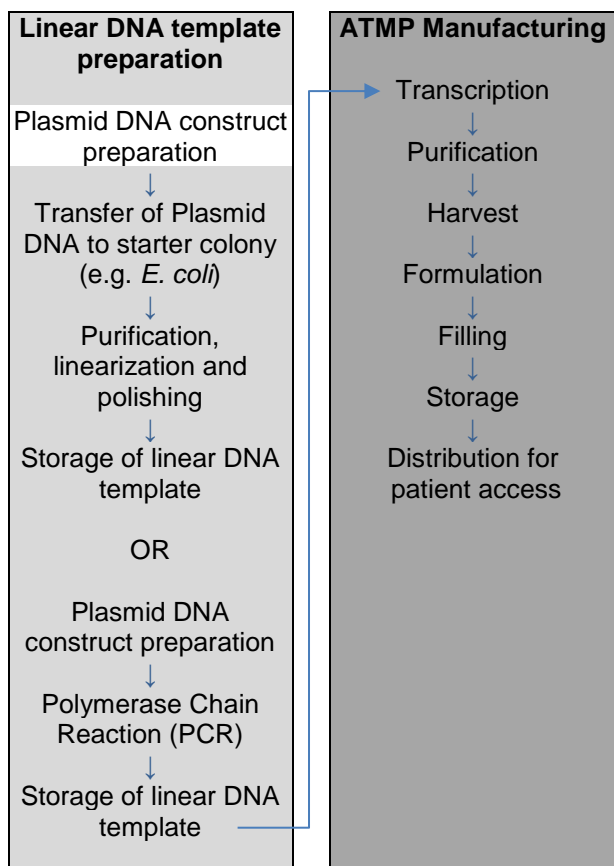 Linear DNA template
preparation
Plasmid DNA construct
preparation
↓
Transfer of Plasmid
DNA to starter colony
(e.g. E. coli)
↓
Purification,
linearization and
polishing
↓
Storage of linear DNA
template
OR
Plasmid DNA
construct preparation
↓
Polymerase Chain
Reaction (PCR)
↓
Storage of linear DNA
template
ATMP Manufacturing
Transcription
↓
Purification
↓
Harvest
↓
Formulation
↓
Filling
↓
Storage
↓
Distribution for
patient access